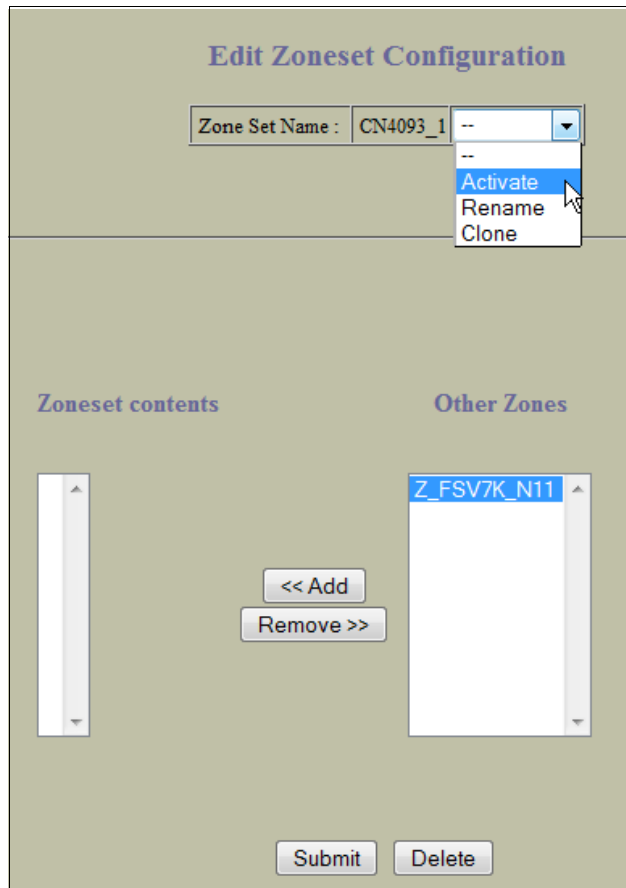 Edit Zoneset Configuration
Zone Set Name : CN4093_1 --
--
Activate
Rename
Clone
Zoneset contents Other Zones
Z_FSV7K_N11
<< Add
Remove >>
Submit Delete